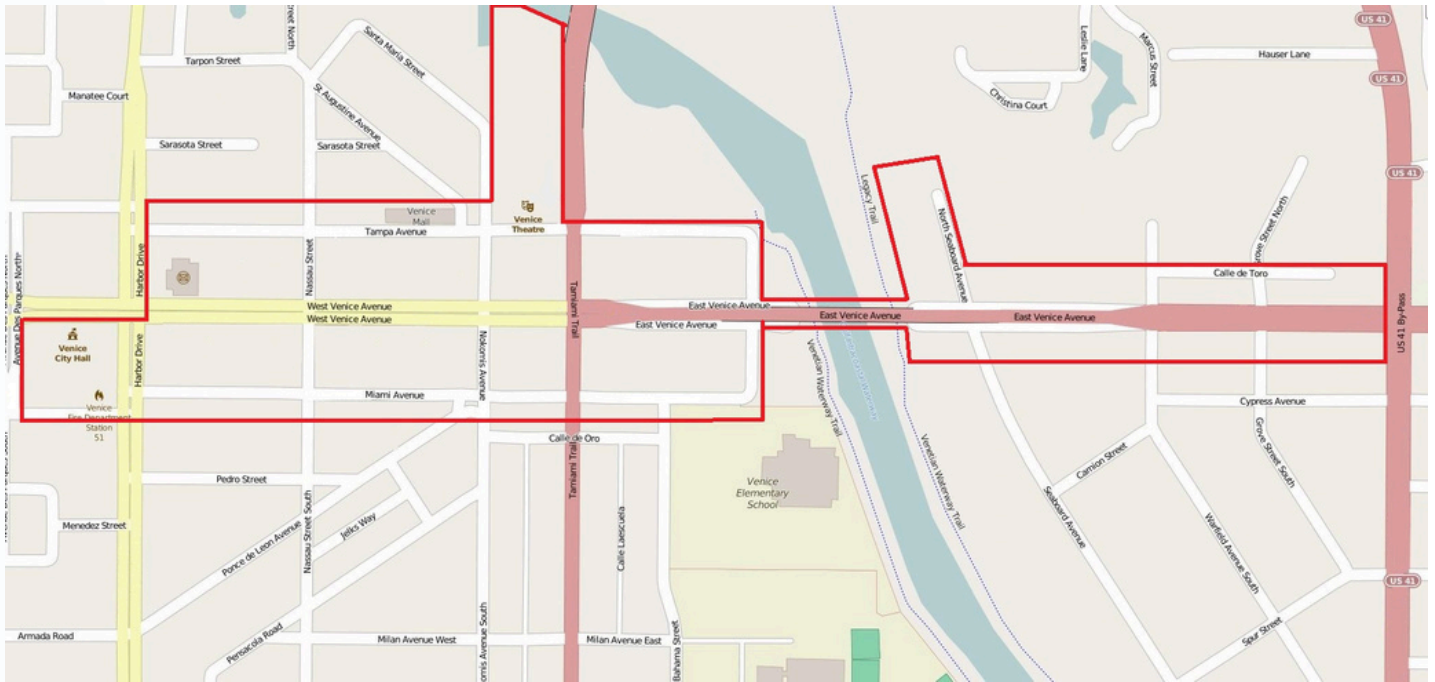 US 41
Tarpon Street
Santa Maria Street
Leslie Lane
Marcus Street
Hauser Lane
Manatee Court
St Augustine Avenue
Christina Court
US 41
Sarasota Street
Sarasota Street
Legacy Trail
US 41
Venice
Mall
Venice
Theatre
North Seaboard Avenue
Tampa Avenue
Nassau Street
Harbor Drive
Avenue Des Parques North
Calle de Toro
West Venice Avenue
West Venice Avenue
Tamiami Trail
East Venice Avenue
East Venice Avenue
East Venice Avenue
East Venice Avenue
US 41 By-Pass
Venice
City Hall
Harbor Drive
Nokomis Avenue
Venetian Waterway Trail
Miami Avenue
Venice
Fire Department
Station
51
Cypress Avenue
Calle de Oro
Tamiami Trail
Grove Street South
Camion Street
Venetian Waterway Trail
Pedro Street
Venice
Elementary
School
Seaboard Avenue
Warfield Avenue South
Menedez Street
Ponce de Leon Avenue
Jelks Way
Nassau Street South
Calle Laescuela
US 41
Armada Road
Pensacola Road
Milan Avenue West
Milan Avenue East
Bahama Street
Spur Street